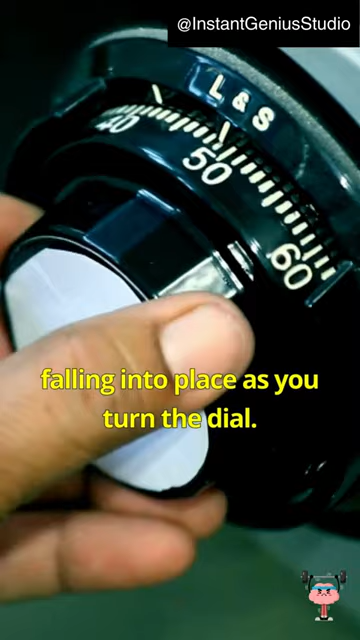 @InstantGeniusStudio
L & S
40
50
60
falling into place as you
turn the dial.